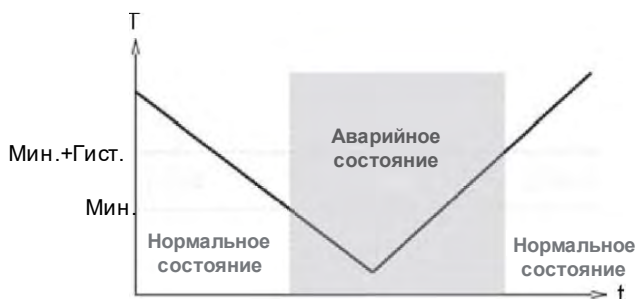 T
Аварийное
состояние
Мин.+Гист.
Мин.
Нормальное
состояние
Нормальное
состояние
t